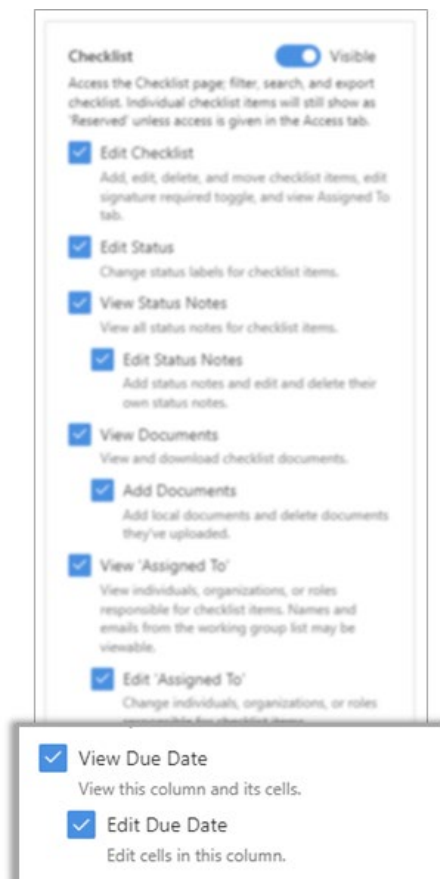 Checklist Visible
Access the Checklist page; filter, search, and export
checklist. Individual checklist items will still show as
'Reserved' unless access is given in the Access tab.
Edit Checklist
Add, edit, delete, and move checklist items, edit
signature required toggle, and view Assigned To
tab.
Edit Status
Change status labels for checklist items.
View Status Notes
View all status notes for checklist items.
Edit Status Notes
Add status notes and edit and delete their
own status notes.
View Documents
View and download checklist documents.
Add Documents
Add local documents and delete documents
they've uploaded.
View 'Assigned To'
View individuals, organizations, or roles
responsible for checklist items. Names and
emails from the working group list may be
viewable.
Edit 'Assigned To'
Change individuals, organizations, or roles
responsible for checklist items.
View Due Date
View this column and its cells.
Edit Due Date
Edit cells in this column.